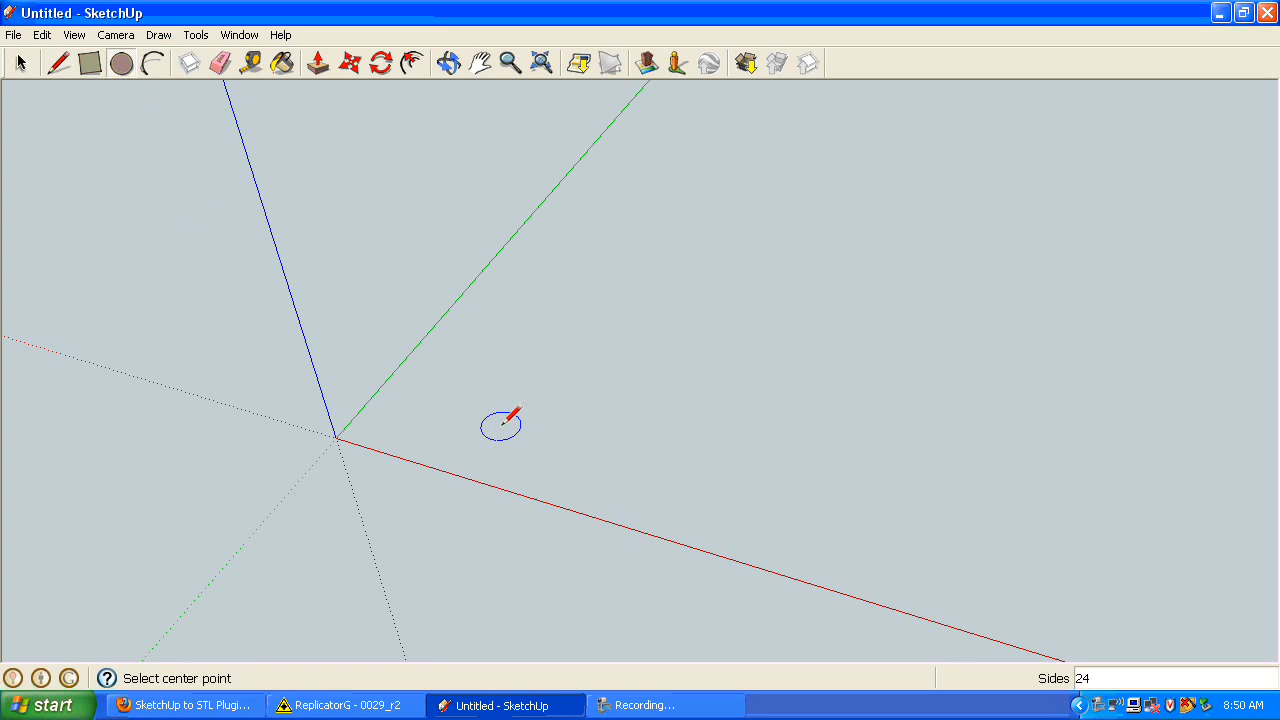 Untitled - SketchUp
File Edit View Camera Draw Tools Window Help
Select center point
Sides 24
start
SketchUp to STL Plugi...
ReplicatorG - 0029_r2
Untitled - SketchUp
Recording...
8:50 AM